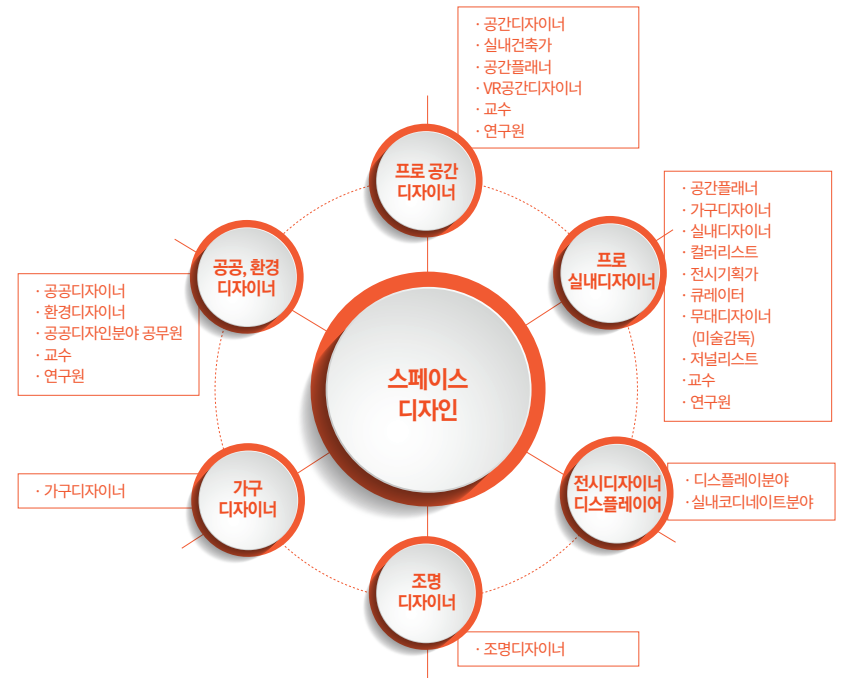 · 공간디자이너
· 실내건축가
· 공간플래너
· VR공간디자이너
· 교수
· 연구원
프로 공간
디자이너
· 공간플래너
· 가구디자이너
· 실내디자이너
· 컬러리스트
· 전시기획가
· 큐레이터
· 무대디자이너
(미술감독)
· 저널리스트
·교수
· 연구원
프로
실내디자이너
공공, 환경
디자이너
· 공공디자이너
· 환경디자이너
· 공공디자인분야 공무원
· 교수
· 연구원
스페이스
디자인
가구
디자이너
· 가구디자이너
전시디자이너
디스플레이어
· 디스플레이분야
·실내코디네이트분야
조명
디자이너
· 조명디자이너